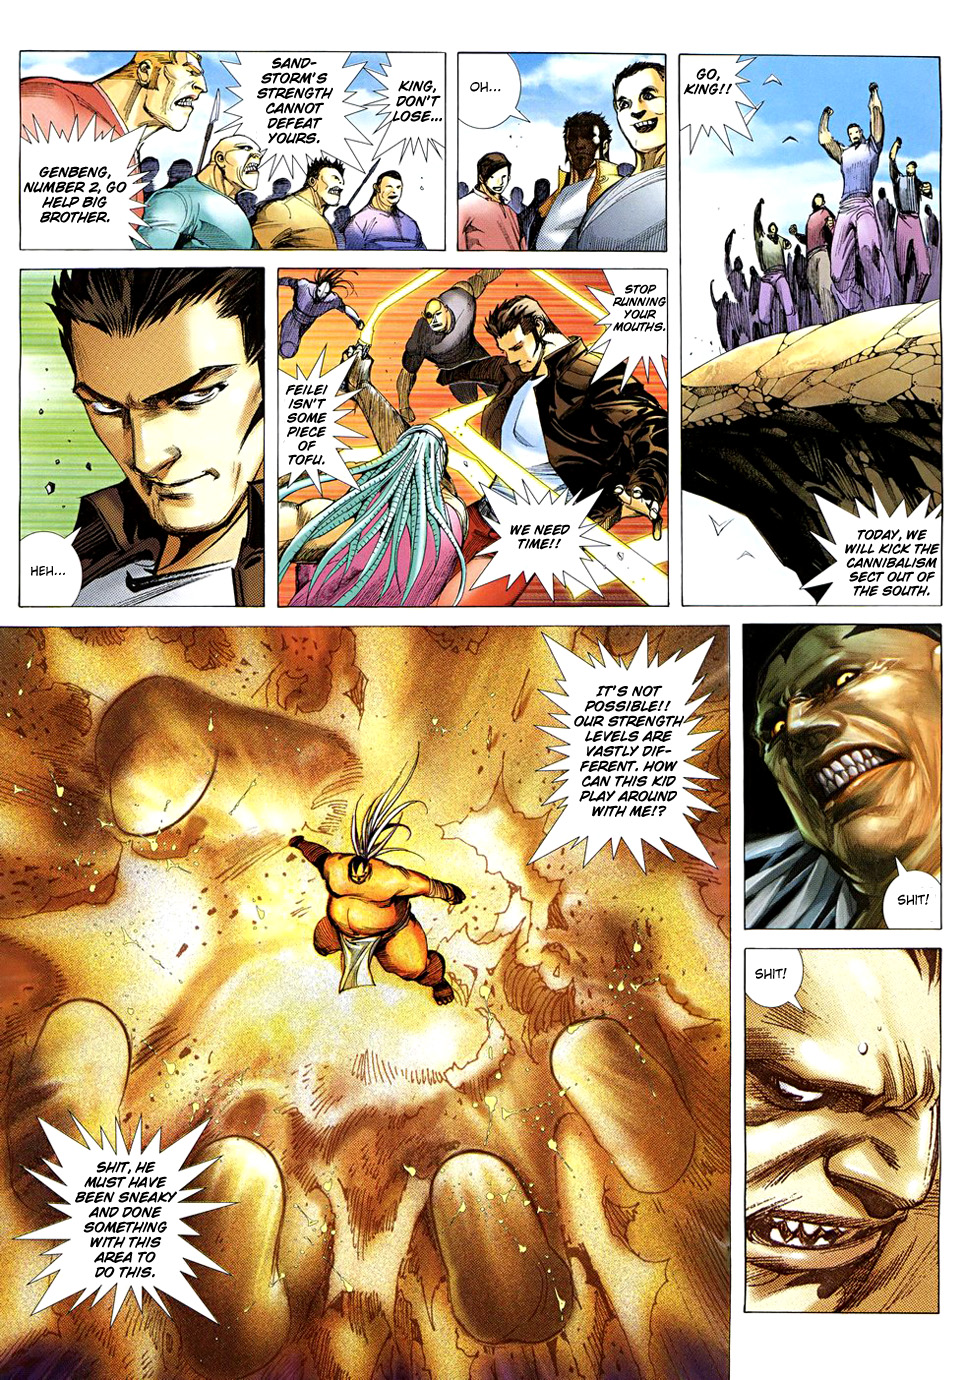 GENBENG,
NUMBER 2, GO
HELP BIG
BROTHER.
SAND-
STORM'S
STRENGTH
CANNOT
DEFEAT
YOURS.
KING,
DON'T
LOSE...
OH...
GO,
KING!!
TODAY, WE
WILL KICK THE
CANNIBALISM
SECT OUT OF
THE SOUTH.
HEH...
FEILEI
ISN'T
SOME
PIECE
OF
TOFU.
STOP
RUNNING
YOUR
MOUTHS.
WE NEED
TIME!!
IT'S NOT
POSSIBLE!!
OUR STRENGTH
LEVELS ARE
VASTLY DIF-
FERENT. HOW
CAN THIS KID
PLAY AROUND
WITH ME!?
SHIT, HE
MUST HAVE
BEEN SNEAKY
AND DONE
SOMETHING
WITH THIS
AREA TO
DO THIS.
SHIT!
SHIT!